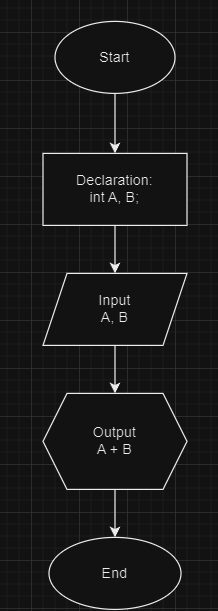 Start
Declaration:
int A, B;
Input
A, B
Output
A + B
End